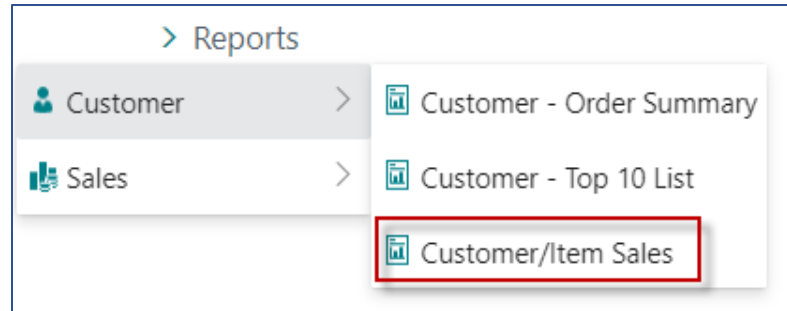 > Reports
Customer >
Customer - Order Summary
Sales >
Customer - Top 10 List
Customer/Item Sales